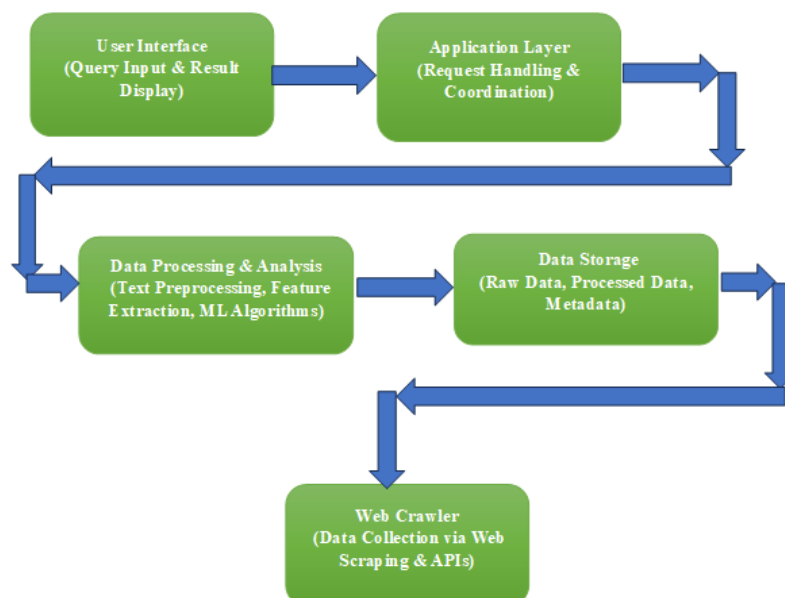 User Interface
(Query Input & Result
Display)
Application Layer
(Request Handling &
Coordination)
Data Processing & Analysis
(Text Preprocessing, Feature
Extraction, ML Algorithms)
Data Storage
(Raw Data, Processed Data,
Metadata)
Web Crawler
(Data Collection via Web
Scraping & APIs)